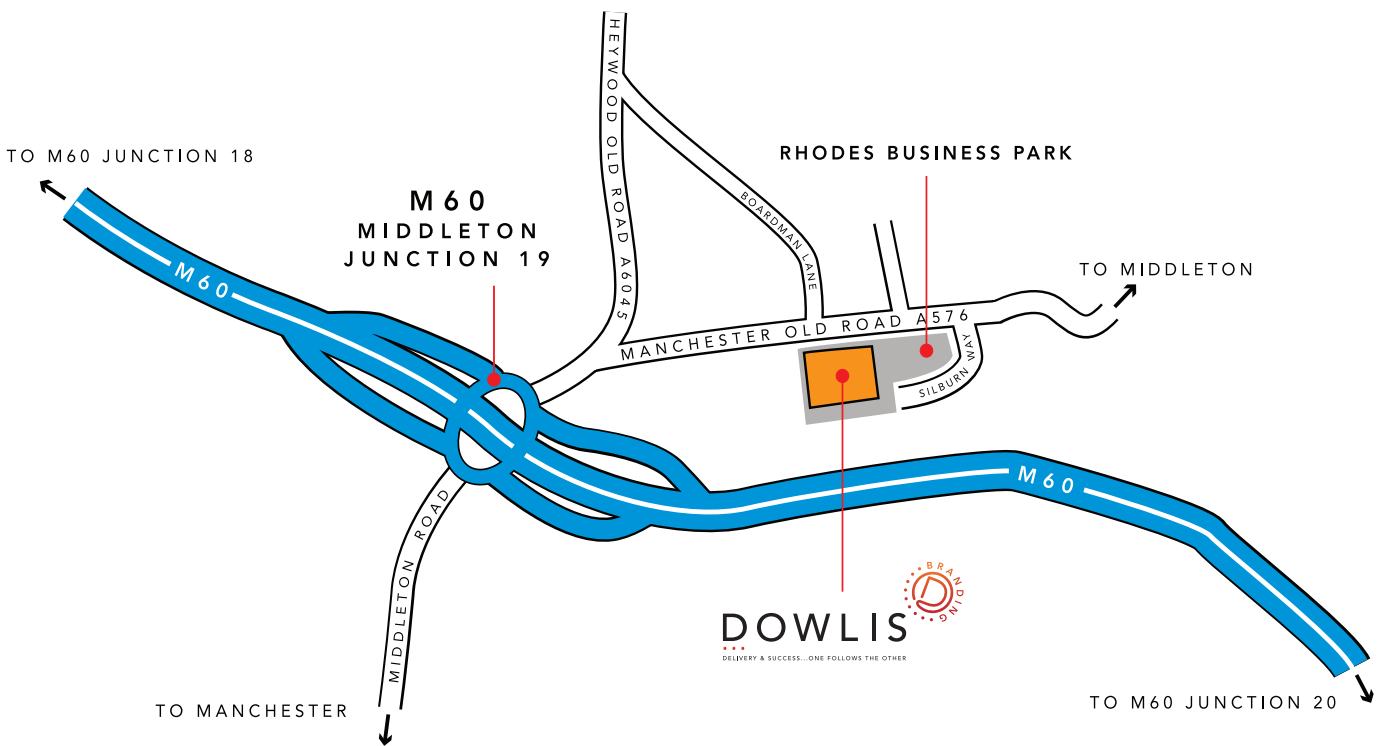 HEYWOOD OLD ROAD A6045
TO M60 JUNCTION 18
RHODES BUSINESS PARK
M60
MIDDLETON
JUNCTION 19
BOARDMAN LANE
M60
TO MIDDLETON
MANCHESTER OLD ROAD A576
SILBURN WAY
M60
MIDDLETON ROAD
BRANDING
D
DOWLIS
DELIVERY & SUCCESS...ONE FOLLOWS THE OTHER
TO MANCHESTER
TO M60 JUNCTION 20